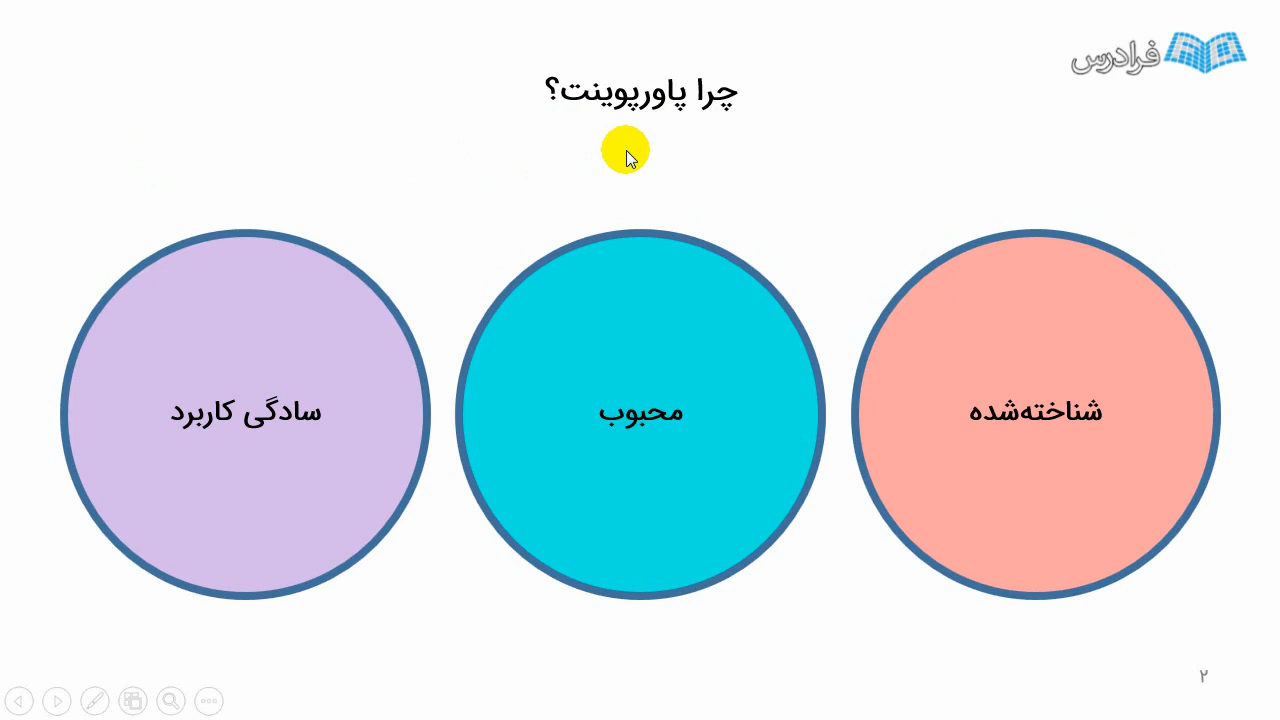 فرادرس
چرا پاورپوینت؟
شناخته‌شده
محبوب
سادگی کاربرد
۲